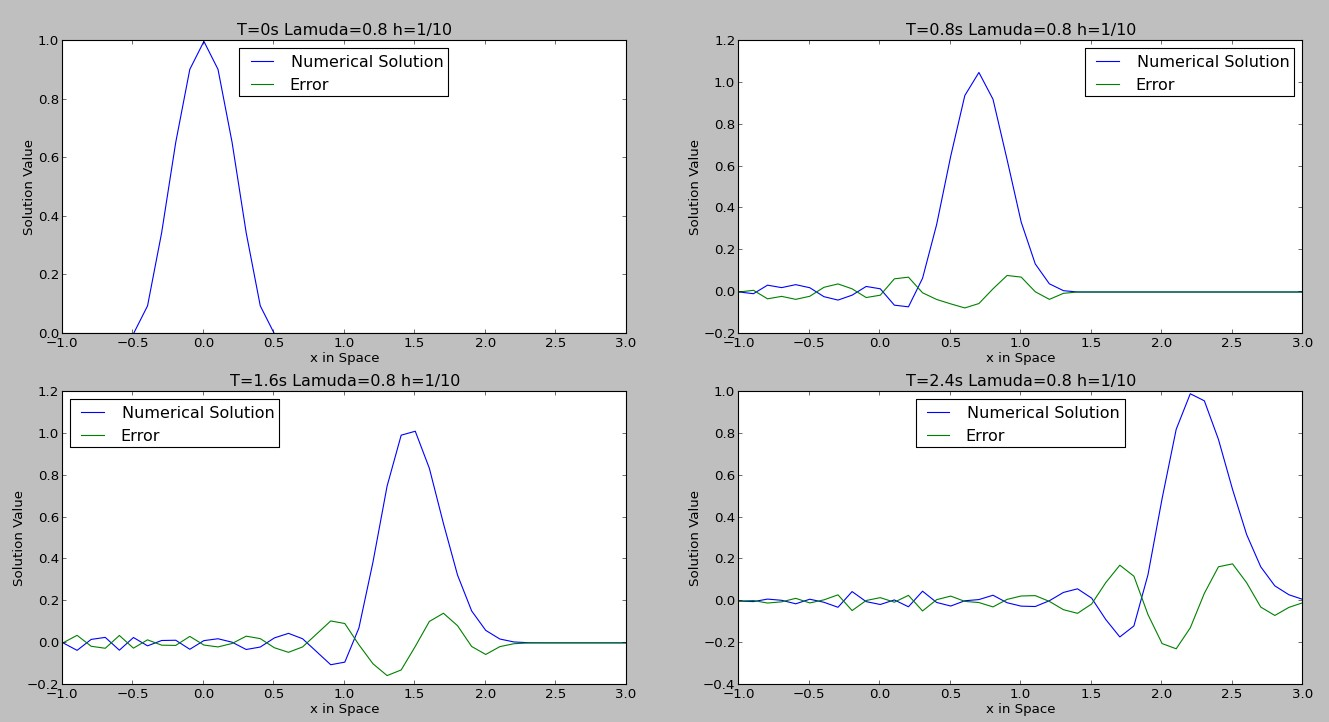 T=0s Lamuda=0.8 h=1/10
Numerical Solution
Error
Solution Value
1.0
0.8
0.6
0.4
0.2
0.0
−1.0 −0.5 0.0 0.5 1.0 1.5 2.0 2.5 3.0
x in Space
T=0.8s Lamuda=0.8 h=1/10
Numerical Solution
Error
Solution Value
1.2
1.0
0.8
0.6
0.4
0.2
0.0
−0.2
−1.0 −0.5 0.0 0.5 1.0 1.5 2.0 2.5 3.0
x in Space
T=1.6s Lamuda=0.8 h=1/10
Numerical Solution
Error
Solution Value
1.2
1.0
0.8
0.6
0.4
0.2
0.0
−0.2
−1.0 −0.5 0.0 0.5 1.0 1.5 2.0 2.5 3.0
x in Space
T=2.4s Lamuda=0.8 h=1/10
Numerical Solution
Error
Solution Value
1.0
0.8
0.6
0.4
0.2
0.0
−0.2
−0.4
−1.0 −0.5 0.0 0.5 1.0 1.5 2.0 2.5 3.0
x in Space